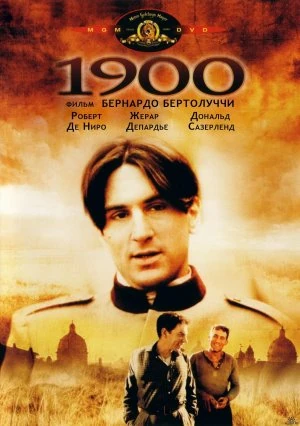 Metro Goldwyn Mayer
MGM DVD
1900
ФИЛЬМ БЕРНАРДО БЕРТОЛУЧЧИ
РОБЕРТ ДЕ НИРО
ЖЕРАР ДЕПАРДЬЕ
ДОНАЛЬД САЗЕРЛЕНД